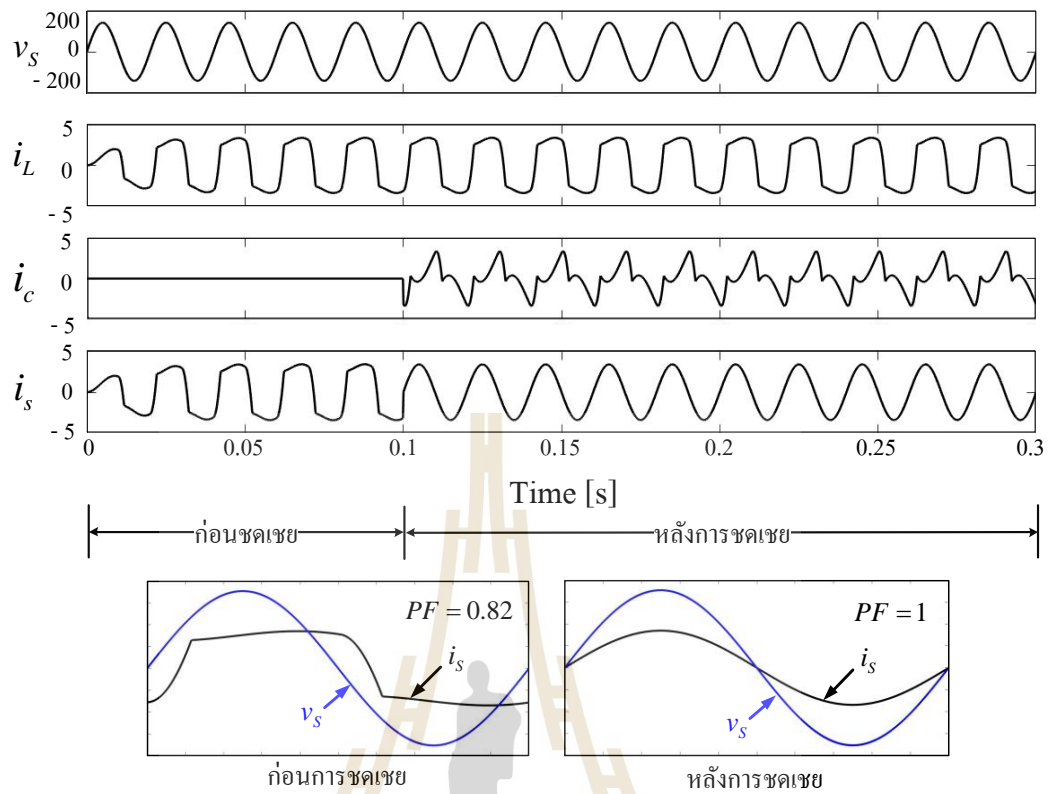 200
v_S
0
- 200
5
i_L
0
- 5
5
i_c
0
- 5
5
i_s
0
- 5
0 0.05 0.1 0.15 0.2 0.25 0.3
Time [s]
ก่อนชดเชย หลังการชดเชย
PF = 0.82
i_S
v_S
ก่อนการชดเชย
PF = 1
i_S
v_S
หลังการชดเชย